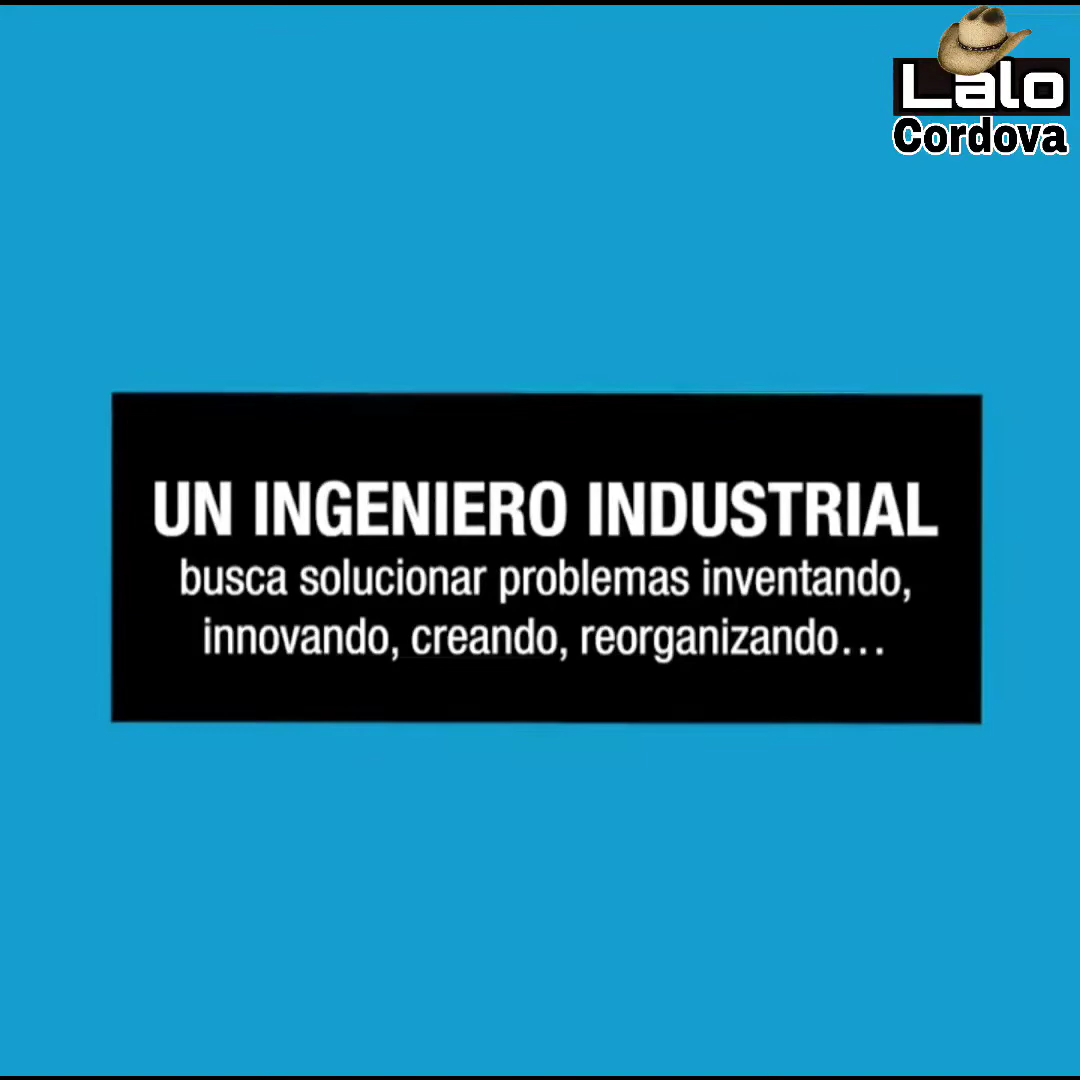 Lalo
Cordova
UN INGENIERO INDUSTRIAL
busca solucionar problemas inventando,
innovando, creando, reorganizando...